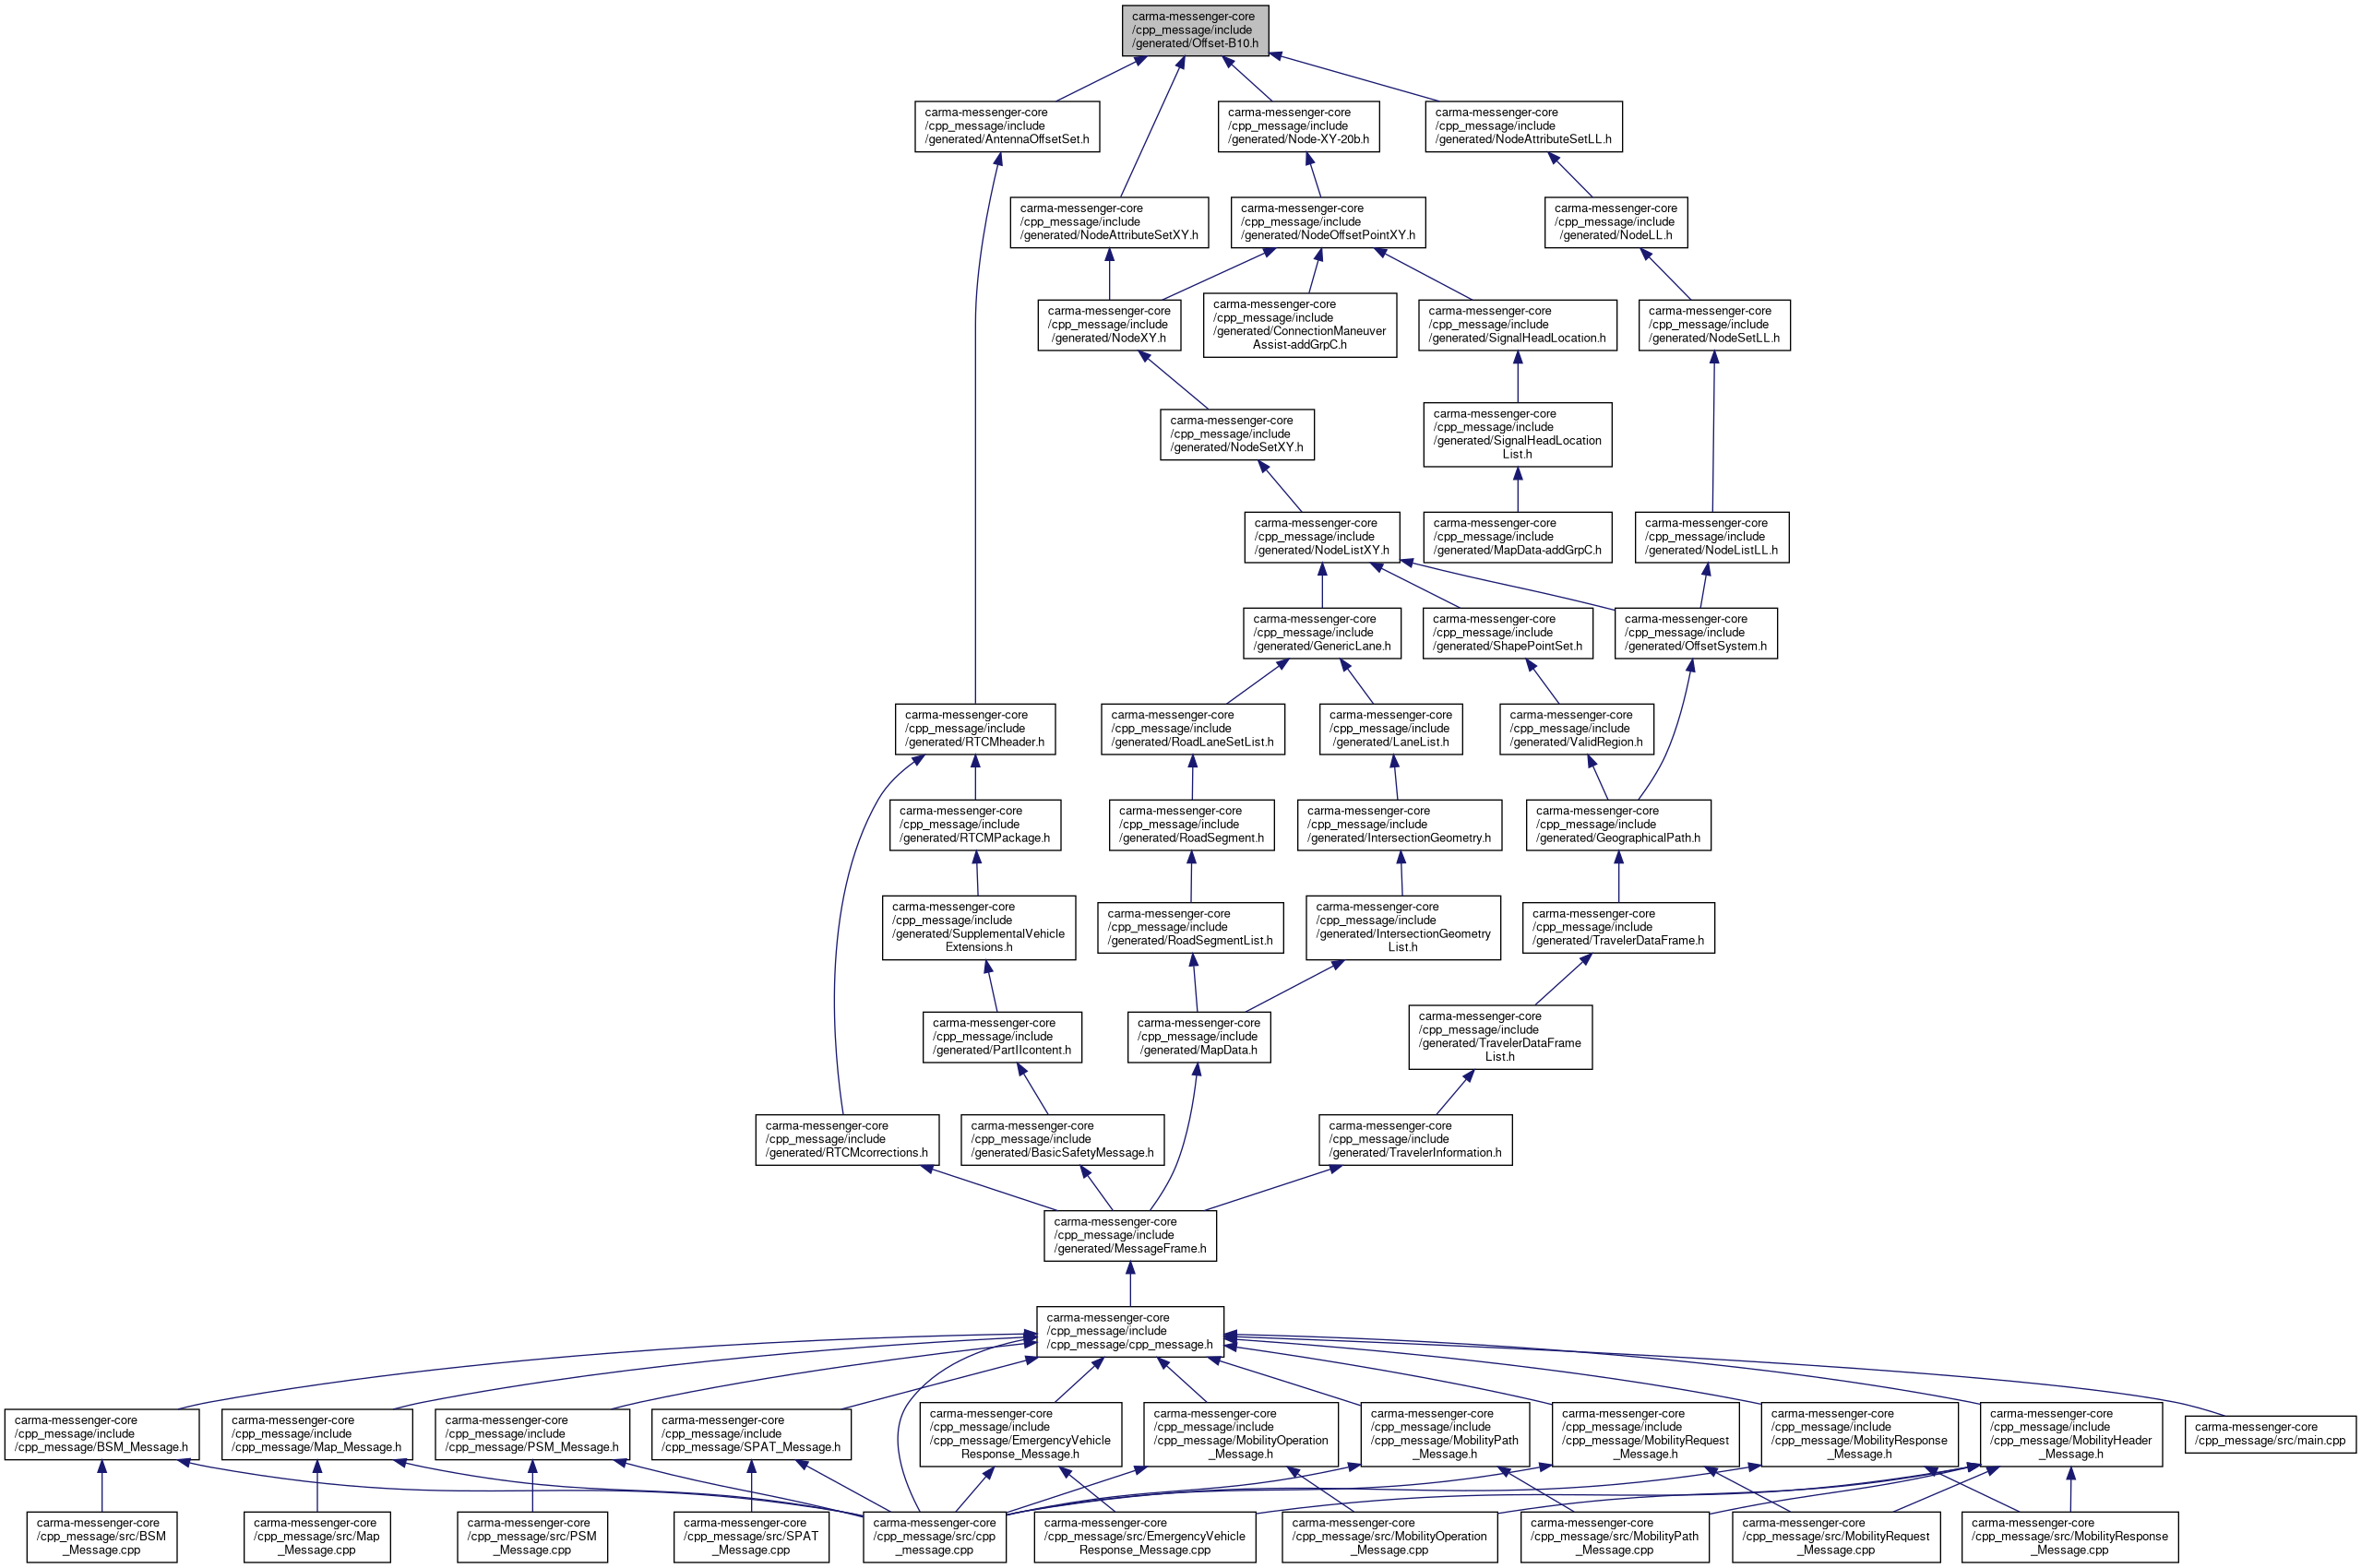 carma-messenger-core
/cpp_message/include
/generated/Offset-B10.h
carma-messenger-core
/cpp_message/include
/generated/AntennaOffsetSet.h
carma-messenger-core
/cpp_message/include
/generated/Node-XY-20b.h
carma-messenger-core
/cpp_message/include
/generated/NodeAttributeSetLL.h
carma-messenger-core
/cpp_message/include
/generated/NodeAttributeSetXY.h
carma-messenger-core
/cpp_message/include
/generated/NodeOffsetPointXY.h
carma-messenger-core
/cpp_message/include
/generated/NodeLL.h
carma-messenger-core
/cpp_message/include
/generated/NodeXY.h
carma-messenger-core
/cpp_message/include
/generated/ConnectionManeuver
Assist-addGrpC.h
carma-messenger-core
/cpp_message/include
/generated/SignalHeadLocation.h
carma-messenger-core
/cpp_message/include
/generated/NodeSetLL.h
carma-messenger-core
/cpp_message/include
/generated/NodeSetXY.h
carma-messenger-core
/cpp_message/include
/generated/SignalHeadLocation
List.h
carma-messenger-core
/cpp_message/include
/generated/NodeListXY.h
carma-messenger-core
/cpp_message/include
/generated/MapData-addGrpC.h
carma-messenger-core
/cpp_message/include
/generated/NodeListLL.h
carma-messenger-core
/cpp_message/include
/generated/GenericLane.h
carma-messenger-core
/cpp_message/include
/generated/ShapePointSet.h
carma-messenger-core
/cpp_message/include
/generated/OffsetSystem.h
carma-messenger-core
/cpp_message/include
/generated/RTCMheader.h
carma-messenger-core
/cpp_message/include
/generated/RoadLaneSetList.h
carma-messenger-core
/cpp_message/include
/generated/LaneList.h
carma-messenger-core
/cpp_message/include
/generated/ValidRegion.h
carma-messenger-core
/cpp_message/include
/generated/RTCMPackage.h
carma-messenger-core
/cpp_message/include
/generated/RoadSegment.h
carma-messenger-core
/cpp_message/include
/generated/IntersectionGeometry.h
carma-messenger-core
/cpp_message/include
/generated/GeographicalPath.h
carma-messenger-core
/cpp_message/include
/generated/SupplementalVehicle
Extensions.h
carma-messenger-core
/cpp_message/include
/generated/RoadSegmentList.h
carma-messenger-core
/cpp_message/include
/generated/IntersectionGeometry
List.h
carma-messenger-core
/cpp_message/include
/generated/TravelerDataFrame.h
carma-messenger-core
/cpp_message/include
/generated/PartIIcontent.h
carma-messenger-core
/cpp_message/include
/generated/MapData.h
carma-messenger-core
/cpp_message/include
/generated/TravelerDataFrame
List.h
carma-messenger-core
/cpp_message/include
/generated/RTCMcorrections.h
carma-messenger-core
/cpp_message/include
/generated/BasicSafetyMessage.h
carma-messenger-core
/cpp_message/include
/generated/TravelerInformation.h
carma-messenger-core
/cpp_message/include
/generated/MessageFrame.h
carma-messenger-core
/cpp_message/include
/cpp_message/cpp_message.h
carma-messenger-core
/cpp_message/include
/cpp_message/BSM_Message.h
carma-messenger-core
/cpp_message/include
/cpp_message/Map_Message.h
carma-messenger-core
/cpp_message/include
/cpp_message/PSM_Message.h
carma-messenger-core
/cpp_message/include
/cpp_message/SPAT_Message.h
carma-messenger-core
/cpp_message/include
/cpp_message/EmergencyVehicle
Response_Message.h
carma-messenger-core
/cpp_message/include
/cpp_message/MobilityOperation
_Message.h
carma-messenger-core
/cpp_message/include
/cpp_message/MobilityPath
_Message.h
carma-messenger-core
/cpp_message/include
/cpp_message/MobilityRequest
_Message.h
carma-messenger-core
/cpp_message/include
/cpp_message/MobilityResponse
_Message.h
carma-messenger-core
/cpp_message/include
/cpp_message/MobilityHeader
_Message.h
carma-messenger-core
/cpp_message/src/main.cpp
carma-messenger-core
/cpp_message/src/BSM
_Message.cpp
carma-messenger-core
/cpp_message/src/Map
_Message.cpp
carma-messenger-core
/cpp_message/src/PSM
_Message.cpp
carma-messenger-core
/cpp_message/src/SPAT
_Message.cpp
carma-messenger-core
/cpp_message/src/cpp
_message.cpp
carma-messenger-core
/cpp_message/src/EmergencyVehicle
Response_Message.cpp
carma-messenger-core
/cpp_message/src/MobilityOperation
_Message.cpp
carma-messenger-core
/cpp_message/src/MobilityPath
_Message.cpp
carma-messenger-core
/cpp_message/src/MobilityRequest
_Message.cpp
carma-messenger-core
/cpp_message/src/MobilityResponse
_Message.cpp